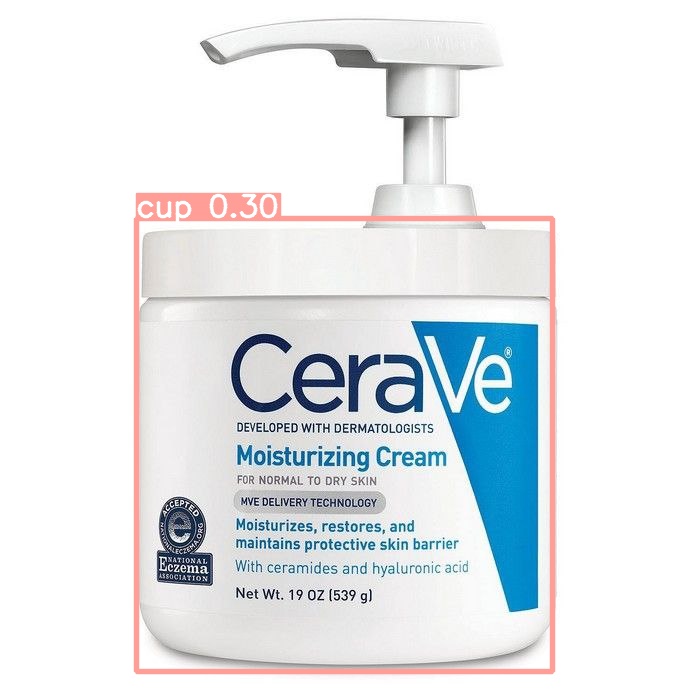 cup 0.30
CeraVe®
DEVELOPED WITH DERMATOLOGISTS
Moisturizing Cream
FOR NORMAL TO DRY SKIN
MVE DELIVERY TECHNOLOGY
Moisturizes, restores, and
maintains protective skin barrier
With ceramides and hyaluronic acid
Net Wt. 19 OZ (539 g)
ACCEPTED
e
NATIONALECZEMA.ORG
NATIONAL
Eczema
ASSOCIATION